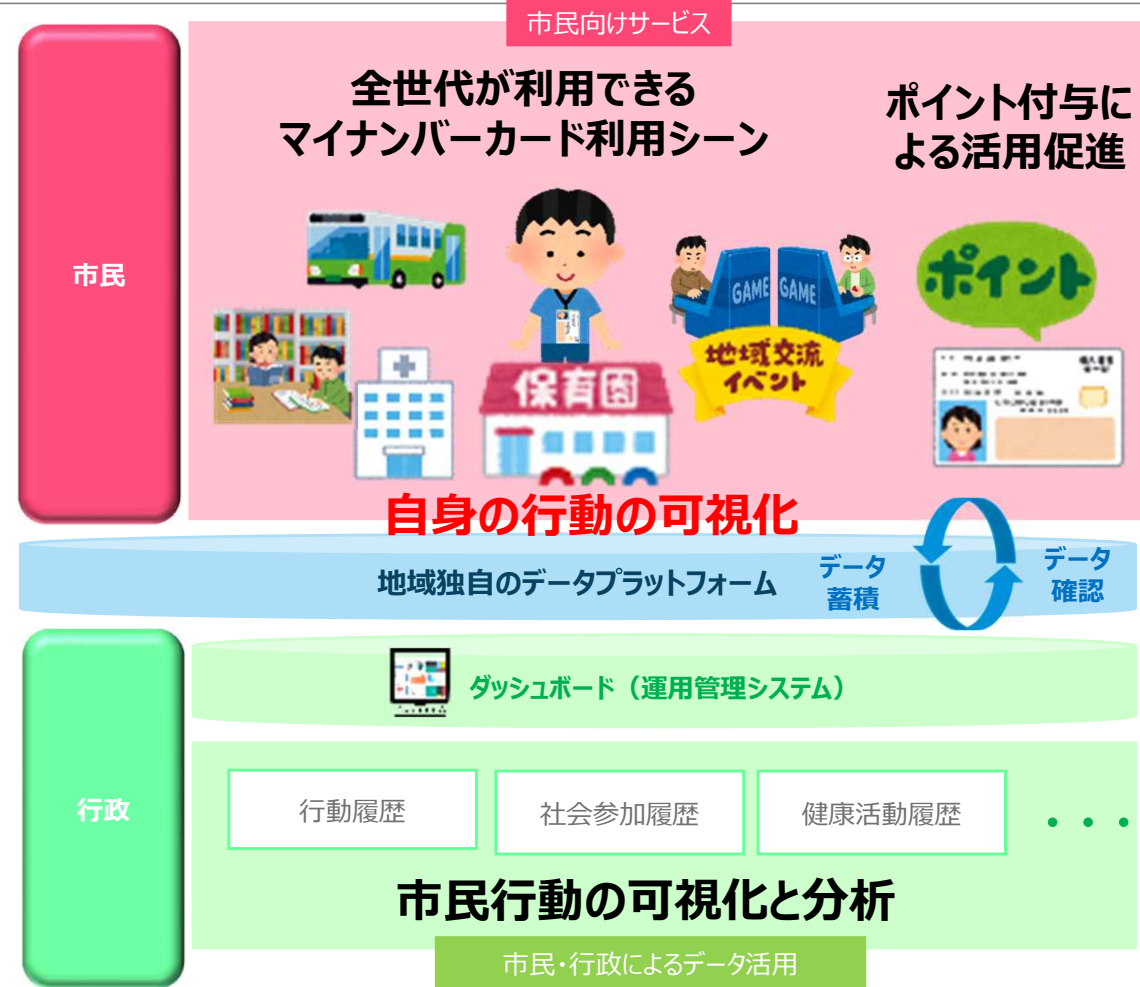 市民向けサービス
市民
全世代が利用できる
マイナンバーカード利用シーン
ポイント付与に
よる活用促進
GAME
GAME
地域交流
イベント
保育園
ポイント
自身の行動の可視化
地域独自のデータプラットフォーム
データ
蓄積
データ
確認
行政
ダッシュボード（運用管理システム）
行動履歴
社会参加履歴
健康活動履歴
・・・
市民行動の可視化と分析
市民・行政によるデータ活用